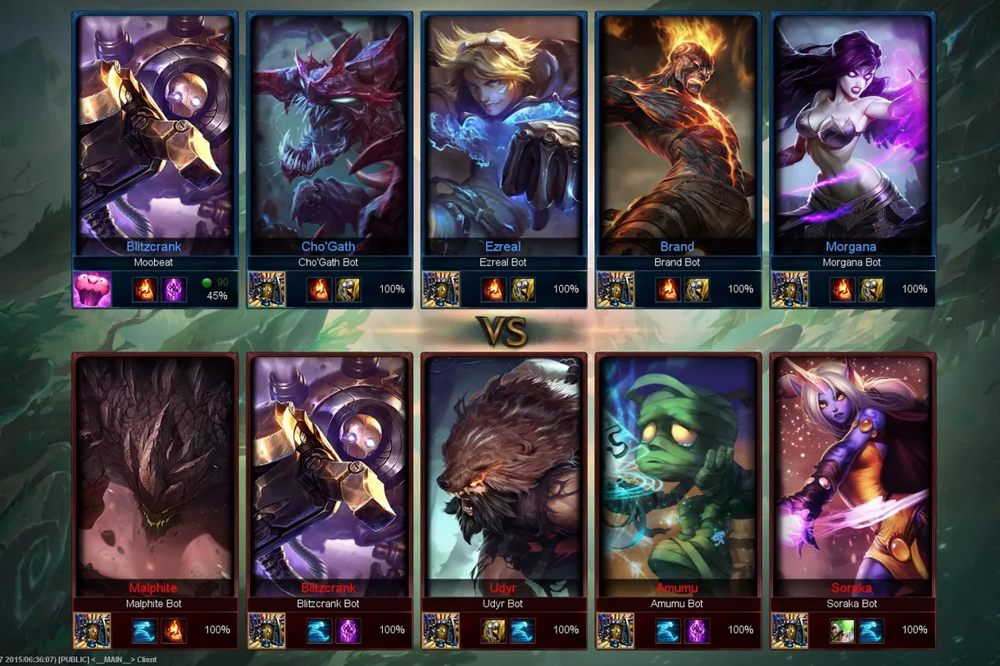 Blitzcrank
Moobeat
90
45%
Cho'Gath
Cho'Gath Bot
100%
Ezreal
Ezreal Bot
100%
Brand
Brand Bot
100%
Morgana
Morgana Bot
100%
VS
Malphite
Malphite Bot
100%
Blitzcrank
Blitzcrank Bot
100%
Udyr
Udyr Bot
100%
Amumu
Amumu Bot
100%
Soraka
Soraka Bot
100%
7 2015/06:36:07) [PUBLIC] <__MAIN__> Client